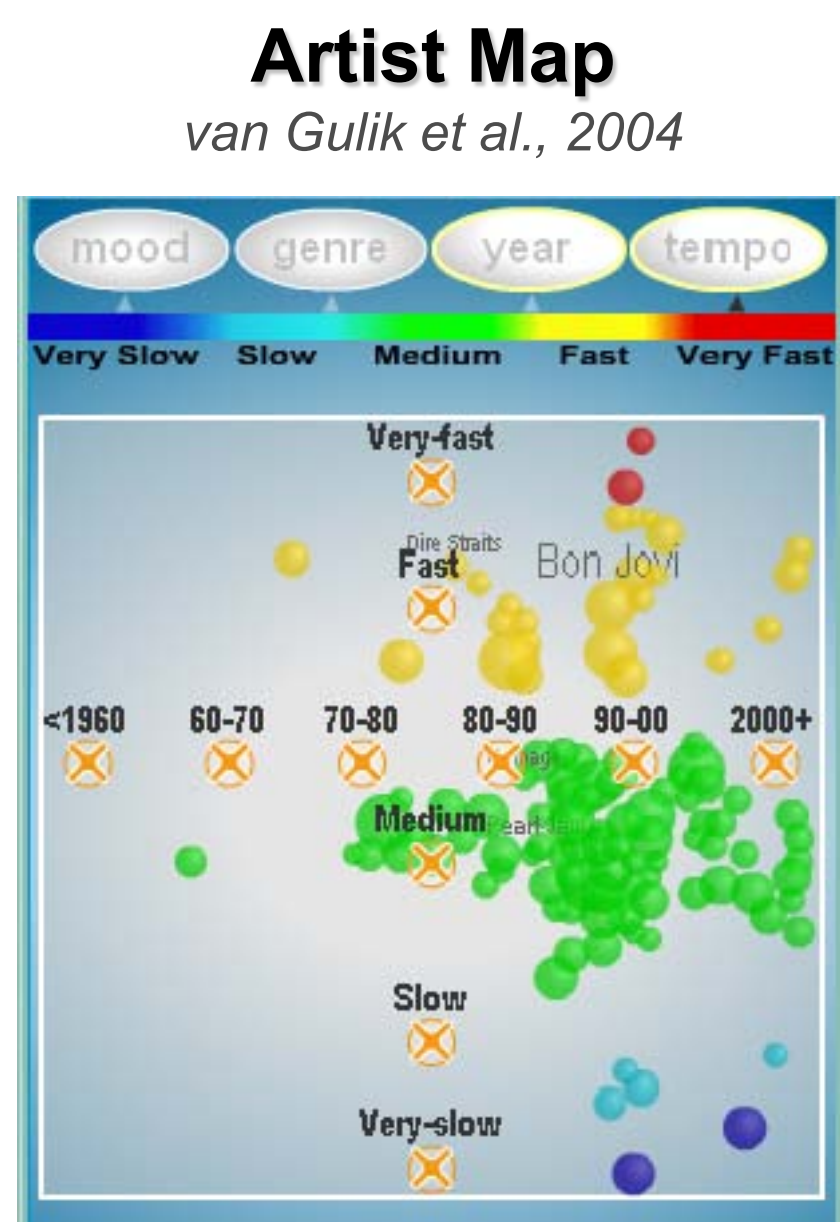 Artist Map
van Gulik et al., 2004
mood genre year tempo
Very Slow Slow Medium Fast Very Fast
Very-fast
Dire Straits
Fast
Bon Jovi
<1960 60-70 70-80 80-90 90-00 2000+
Medium
Pearl Jam
Slow
Very-slow